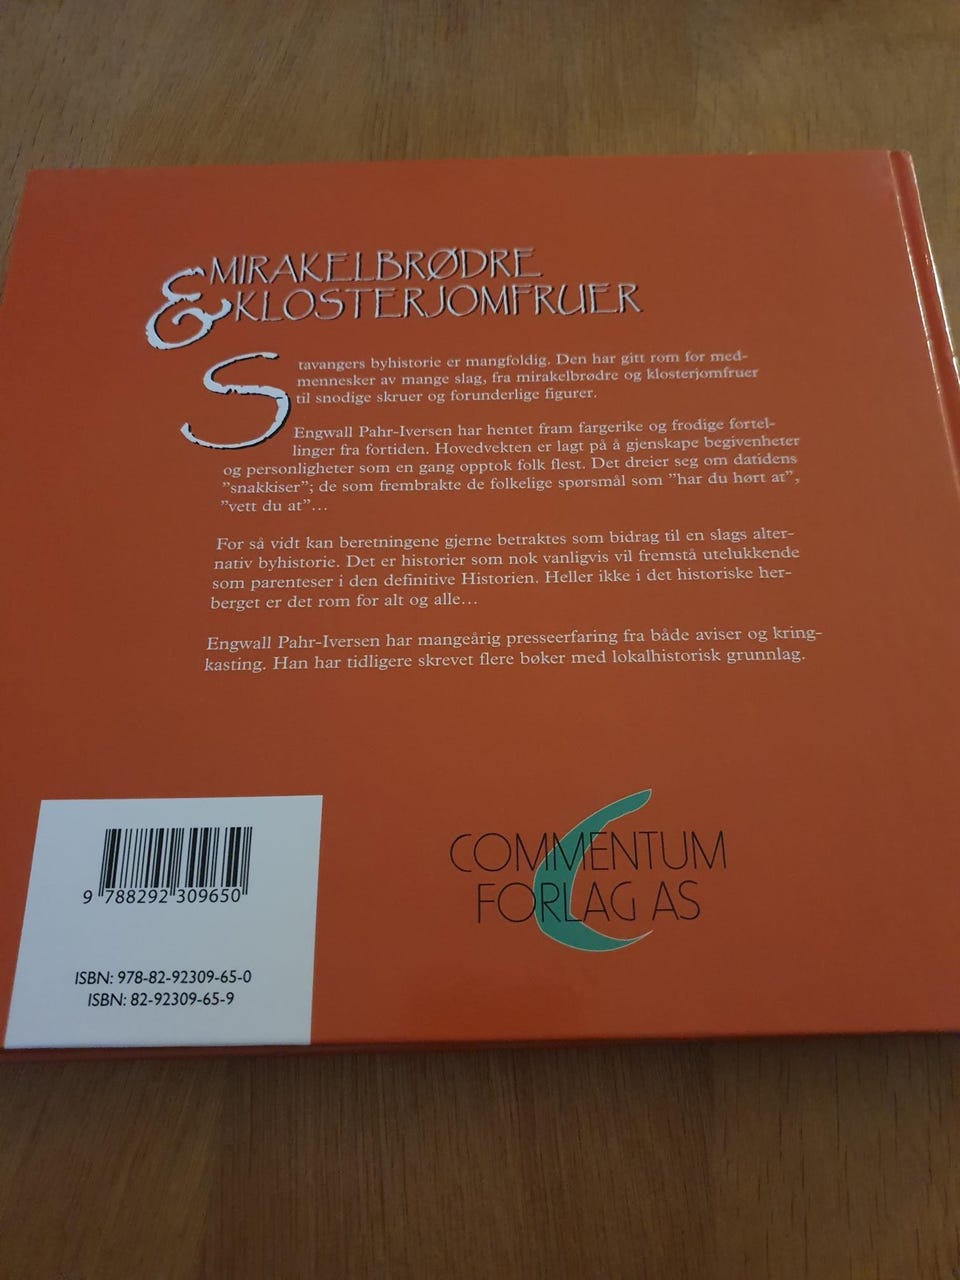 MIRAKELBRØDRE
& KLOSTERJOMFRUER
Stavangers byhistorie er mangfoldig. Den har gitt rom for med-
mennesker av mange slag, fra mirakelbrødre og klosterjomfruer
til snodige skruer og forunderlige figurer.
Engwall Pahr-Iversen har hentet fram fargerike og frodige fortel-
linger fra fortiden. Hovedvekten er lagt på å gjenskape begivenheter
og personligheter som en gang opptok folk flest. Det dreier seg om datidens
”snakkiser”; de som frembrakte de folkelige spørsmål som ”har du hørt at”,
”vett du at”...
For så vidt kan beretningene gjerne betraktes som bidrag til en slags alter-
nativ byhistorie. Det er historier som nok vanligvis vil fremstå utelukkende
som parenteser i den definitive Historien. Heller ikke i det historiske her-
berget er det rom for alt og alle...
Engwall Pahr-Iversen har mangeårig presseerfaring fra både aviser og kring-
kasting. Han har tidligere skrevet flere bøker med lokalhistorisk grunnlag.
COMMENTUM
FORLAG AS
9 788292 309650
ISBN: 978-82-92309-65-0
ISBN: 82-92309-65-9